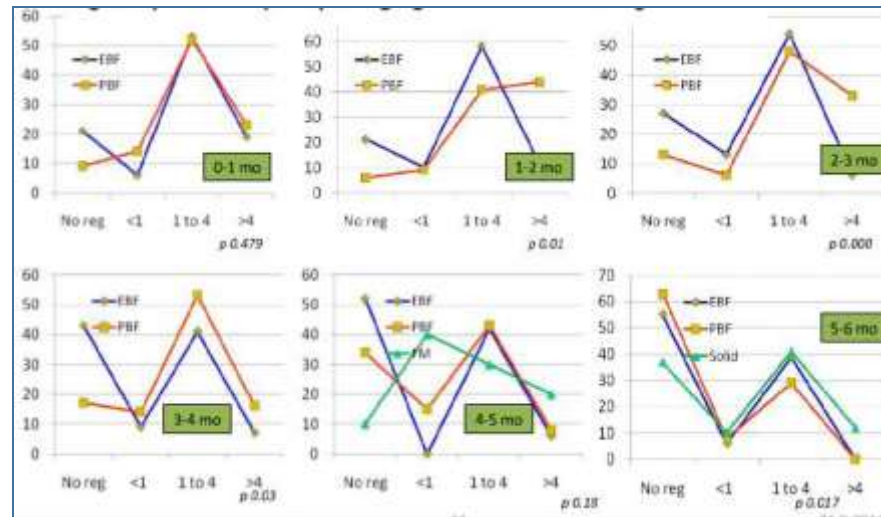 60
50
40
30
20
10
0
EBF
PBF
0-1 mo
No reg <1 1 to 4 >4
p 0.479
60
50
40
30
20
10
0
EBF
PBF
1-2 mo
No reg <1 1 to 4 >4
p 0.01
50
40
30
20
10
0
EBF
PBF
2-3 mo
No reg <1 1 to 4 >4
p 0.000
60
50
40
30
20
10
0
EBF
PBF
3-4 mo
No reg <1 1 to 4 >4
p 0.03
60
50
40
30
20
10
0
EBF
PBF
FM
4-5 mo
No reg <1 1 to 4 >4
p 0.18
70
60
50
40
30
20
10
0
EBF
PBF
Solid
5-6 mo
No reg <1 1 to 4 >4
p 0.017